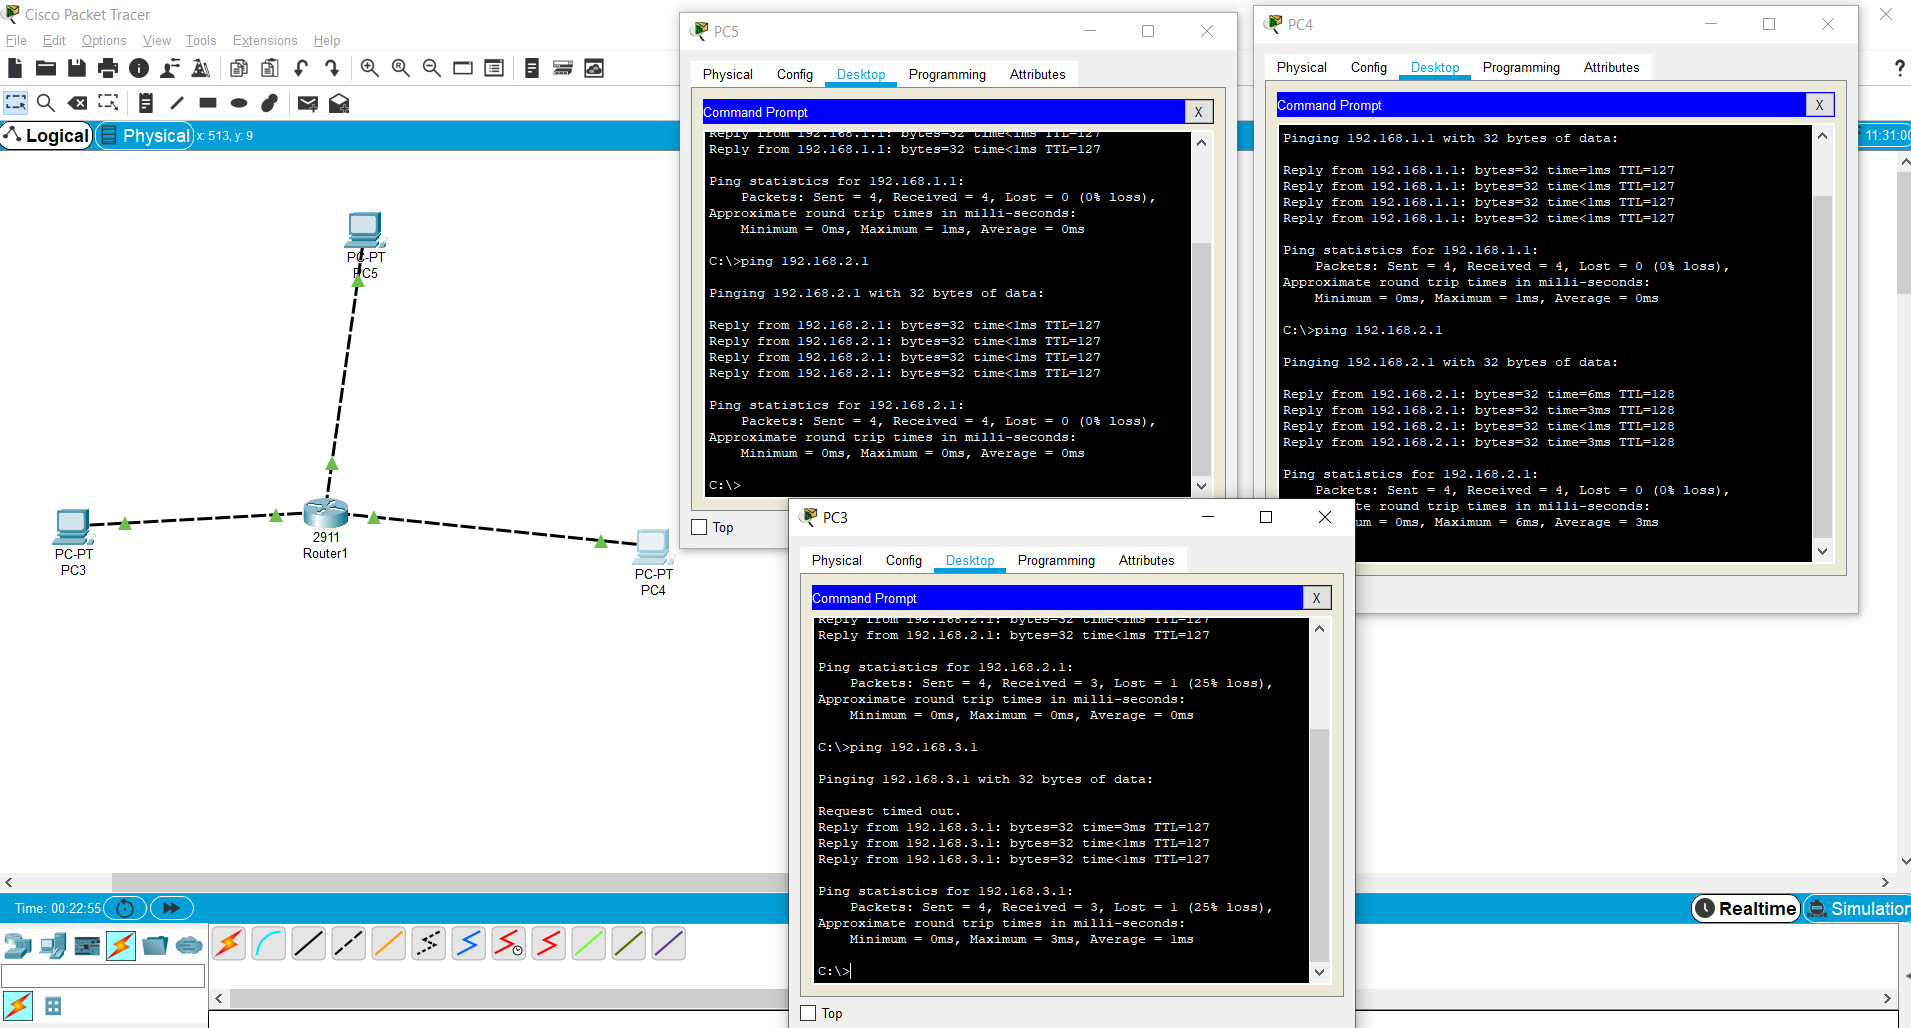 Cisco Packet Tracer
File Edit Options View Tools Extensions Help
Logical
Physical x: 513, y: 9
11:31:00
PC-PT
PC5
2911
Router1
PC-PT
PC3
PC-PT
PC4
PC5
Physical Config Desktop Programming Attributes
Command Prompt X
Reply from 192.168.1.1: bytes=32 time<1ms TTL=127
Reply from 192.168.1.1: bytes=32 time<1ms TTL=127
Ping statistics for 192.168.1.1:
Packets: Sent = 4, Received = 4, Lost = 0 (0% loss),
Approximate round trip times in milli-seconds:
Minimum = 0ms, Maximum = 1ms, Average = 0ms
C:\>ping 192.168.2.1
Pinging 192.168.2.1 with 32 bytes of data:
Reply from 192.168.2.1: bytes=32 time<1ms TTL=127
Reply from 192.168.2.1: bytes=32 time<1ms TTL=127
Reply from 192.168.2.1: bytes=32 time<1ms TTL=127
Reply from 192.168.2.1: bytes=32 time<1ms TTL=127
Ping statistics for 192.168.2.1:
Packets: Sent = 4, Received = 4, Lost = 0 (0% loss),
Approximate round trip times in milli-seconds:
Minimum = 0ms, Maximum = 0ms, Average = 0ms
C:\>
Top
PC4
Physical Config Desktop Programming Attributes
Command Prompt X
Pinging 192.168.1.1 with 32 bytes of data:
Reply from 192.168.1.1: bytes=32 time=1ms TTL=127
Reply from 192.168.1.1: bytes=32 time<1ms TTL=127
Reply from 192.168.1.1: bytes=32 time<1ms TTL=127
Reply from 192.168.1.1: bytes=32 time<1ms TTL=127
Ping statistics for 192.168.1.1:
Packets: Sent = 4, Received = 4, Lost = 0 (0% loss),
Approximate round trip times in milli-seconds:
Minimum = 0ms, Maximum = 1ms, Average = 0ms
C:\>ping 192.168.2.1
Pinging 192.168.2.1 with 32 bytes of data:
Reply from 192.168.2.1: bytes=32 time=6ms TTL=128
Reply from 192.168.2.1: bytes=32 time=3ms TTL=128
Reply from 192.168.2.1: bytes=32 time<1ms TTL=128
Reply from 192.168.2.1: bytes=32 time=3ms TTL=128
Ping statistics for 192.168.2.1:
Packets: Sent = 4, Received = 4, Lost = 0 (0% loss),
te round trip times in milli-seconds:
um = 0ms, Maximum = 6ms, Average = 3ms
PC3
Physical Config Desktop Programming Attributes
Command Prompt X
Reply from 192.168.2.1: bytes=32 time<1ms TTL=127
Reply from 192.168.2.1: bytes=32 time<1ms TTL=127
Ping statistics for 192.168.2.1:
Packets: Sent = 4, Received = 3, Lost = 1 (25% loss),
Approximate round trip times in milli-seconds:
Minimum = 0ms, Maximum = 0ms, Average = 0ms
C:\>ping 192.168.3.1
Pinging 192.168.3.1 with 32 bytes of data:
Request timed out.
Reply from 192.168.3.1: bytes=32 time=3ms TTL=127
Reply from 192.168.3.1: bytes=32 time<1ms TTL=127
Reply from 192.168.3.1: bytes=32 time<1ms TTL=127
Ping statistics for 192.168.3.1:
Packets: Sent = 4, Received = 3, Lost = 1 (25% loss),
Approximate round trip times in milli-seconds:
Minimum = 0ms, Maximum = 3ms, Average = 1ms
C:\>
Top
Time: 00:22:55
Realtime
Simulation